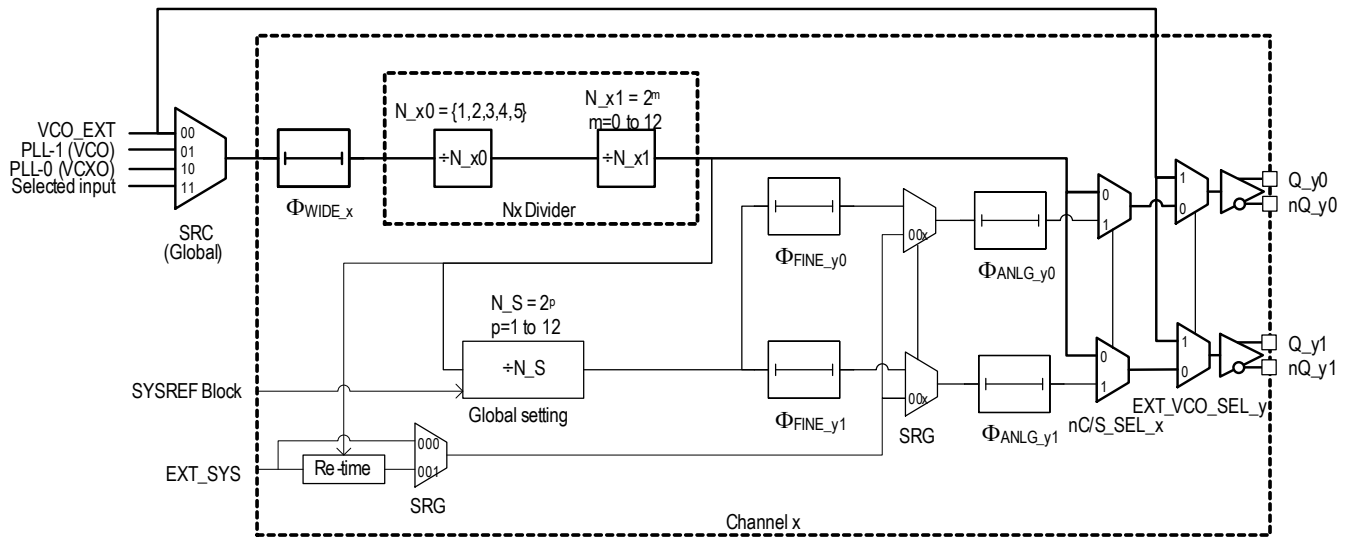 N_x0 = {1,2,3,4,5}
N_x1 = 2ᵐ
m=0 to 12
VCO_EXT
PLL-1 (VCO)
PLL-0 (VCXO)
Selected input
00
01
10
11
SRC
(Global)
ΦWIDE_x
÷N_x0
÷N_x1
Nx Divider
ΦFINE_y0
00x
ΦANLG_y0
0
1
1
0
Q_y0
nQ_y0
N_S = 2ᵖ
p=1 to 12
÷N_S
Global setting
SYSREF Block
ΦFINE_y1
00x
SRG
ΦANLG_y1
0
1
nC/S_SEL_x
1
0
EXT_VCO_SEL_y
Q_y1
nQ_y1
EXT_SYS
Re-time
000
001
SRG
Channel x